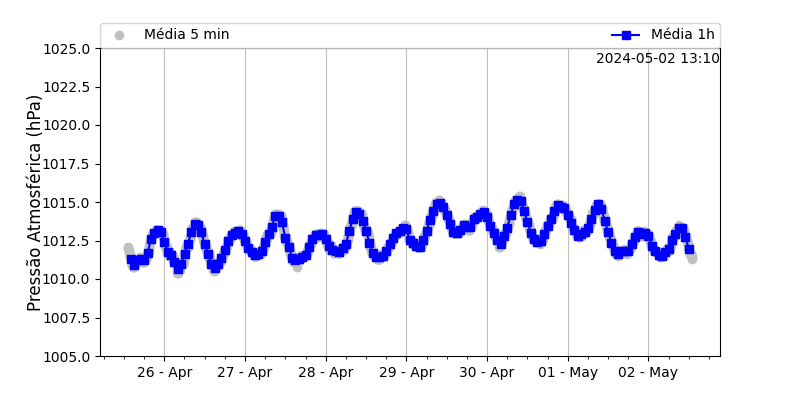 Média 5 min
Média 1h
2024-05-02 13:10
Pressão Atmosférica (hPa)
1025.0
1022.5
1020.0
1017.5
1015.0
1012.5
1010.0
1007.5
1005.0
26 - Apr
27 - Apr
28 - Apr
29 - Apr
30 - Apr
01 - May
02 - May